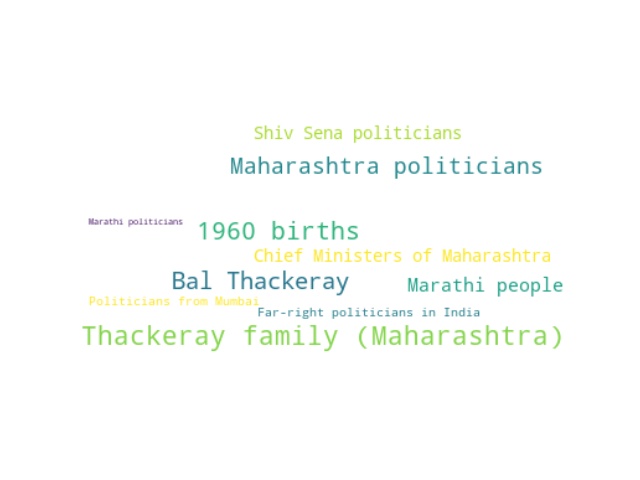 Shiv Sena politicians
Maharashtra politicians
Marathi politicians
1960 births
Chief Ministers of Maharashtra
Bal Thackeray
Marathi people
Politicians from Mumbai
Far-right politicians in India
Thackeray family (Maharashtra)